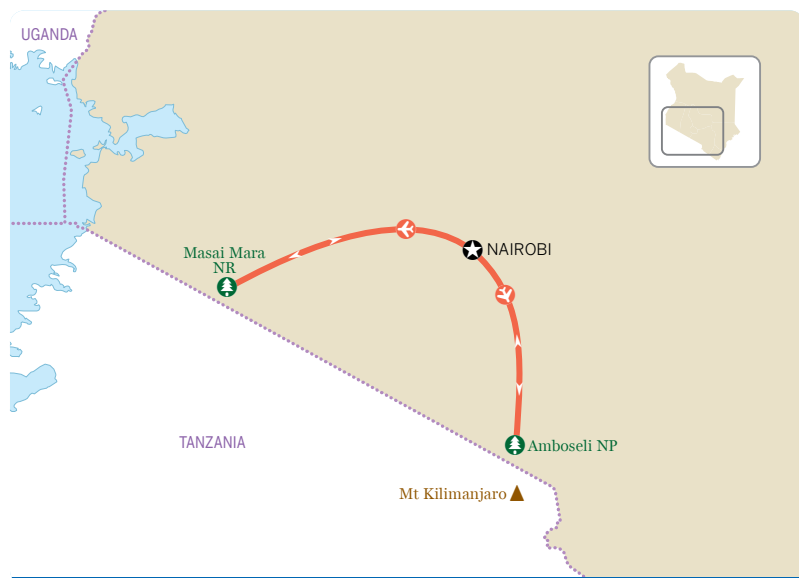 UGANDA
NAIROBI
Masai Mara
NR
TANZANIA
Amboseli NP
Mt Kilimanjaro